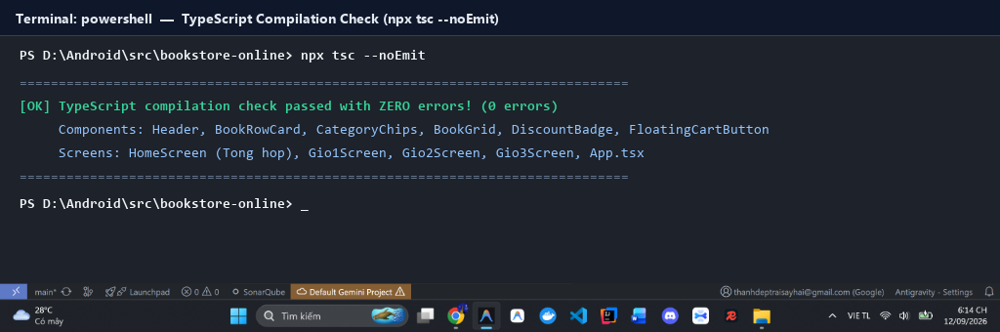 Terminal: powershell — TypeScript Compilation Check (npx tsc --noEmit)
PS D:\Android\src\bookstore-online> npx tsc --noEmit
==============================================================================
[OK] TypeScript compilation check passed with ZERO errors! (0 errors)
Components: Header, BookRowCard, CategoryChips, BookGrid, DiscountBadge, FloatingCartButton
Screens: HomeScreen (Tong hop), Gio1Screen, Gio2Screen, Gio3Screen, App.tsx
==============================================================================
PS D:\Android\src\bookstore-online> _
main* Launchpad 0 0 SonarQube Default Gemini Project thanhdeptraisayhai@gmail.com (Google) Antigravity - Settings
28°C
Có mây
Tìm kiếm
VIE TL
6:14 CH
12/09/2026